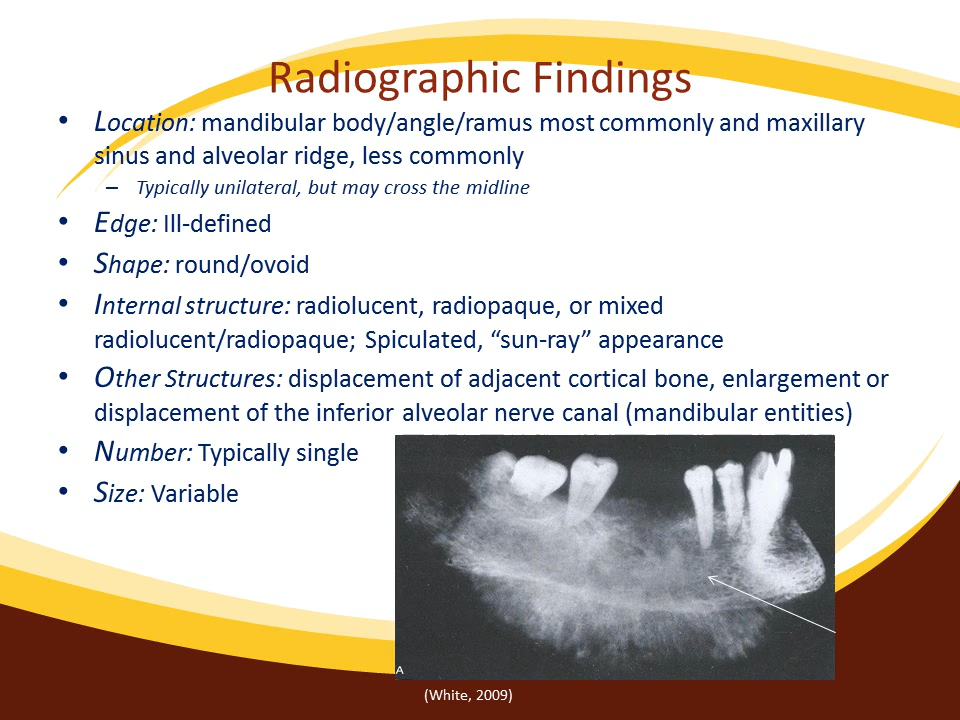 Radiographic Findings
• Location: mandibular body/angle/ramus most commonly and maxillary
sinus and alveolar ridge, less commonly
– Typically unilateral, but may cross the midline
• Edge: Ill-defined
• Shape: round/ovoid
• Internal structure: radiolucent, radiopaque, or mixed
radiolucent/radiopaque; Spiculated, “sun-ray” appearance
• Other Structures: displacement of adjacent cortical bone, enlargement or
displacement of the inferior alveolar nerve canal (mandibular entities)
• Number: Typically single
• Size: Variable
A
(White, 2009)